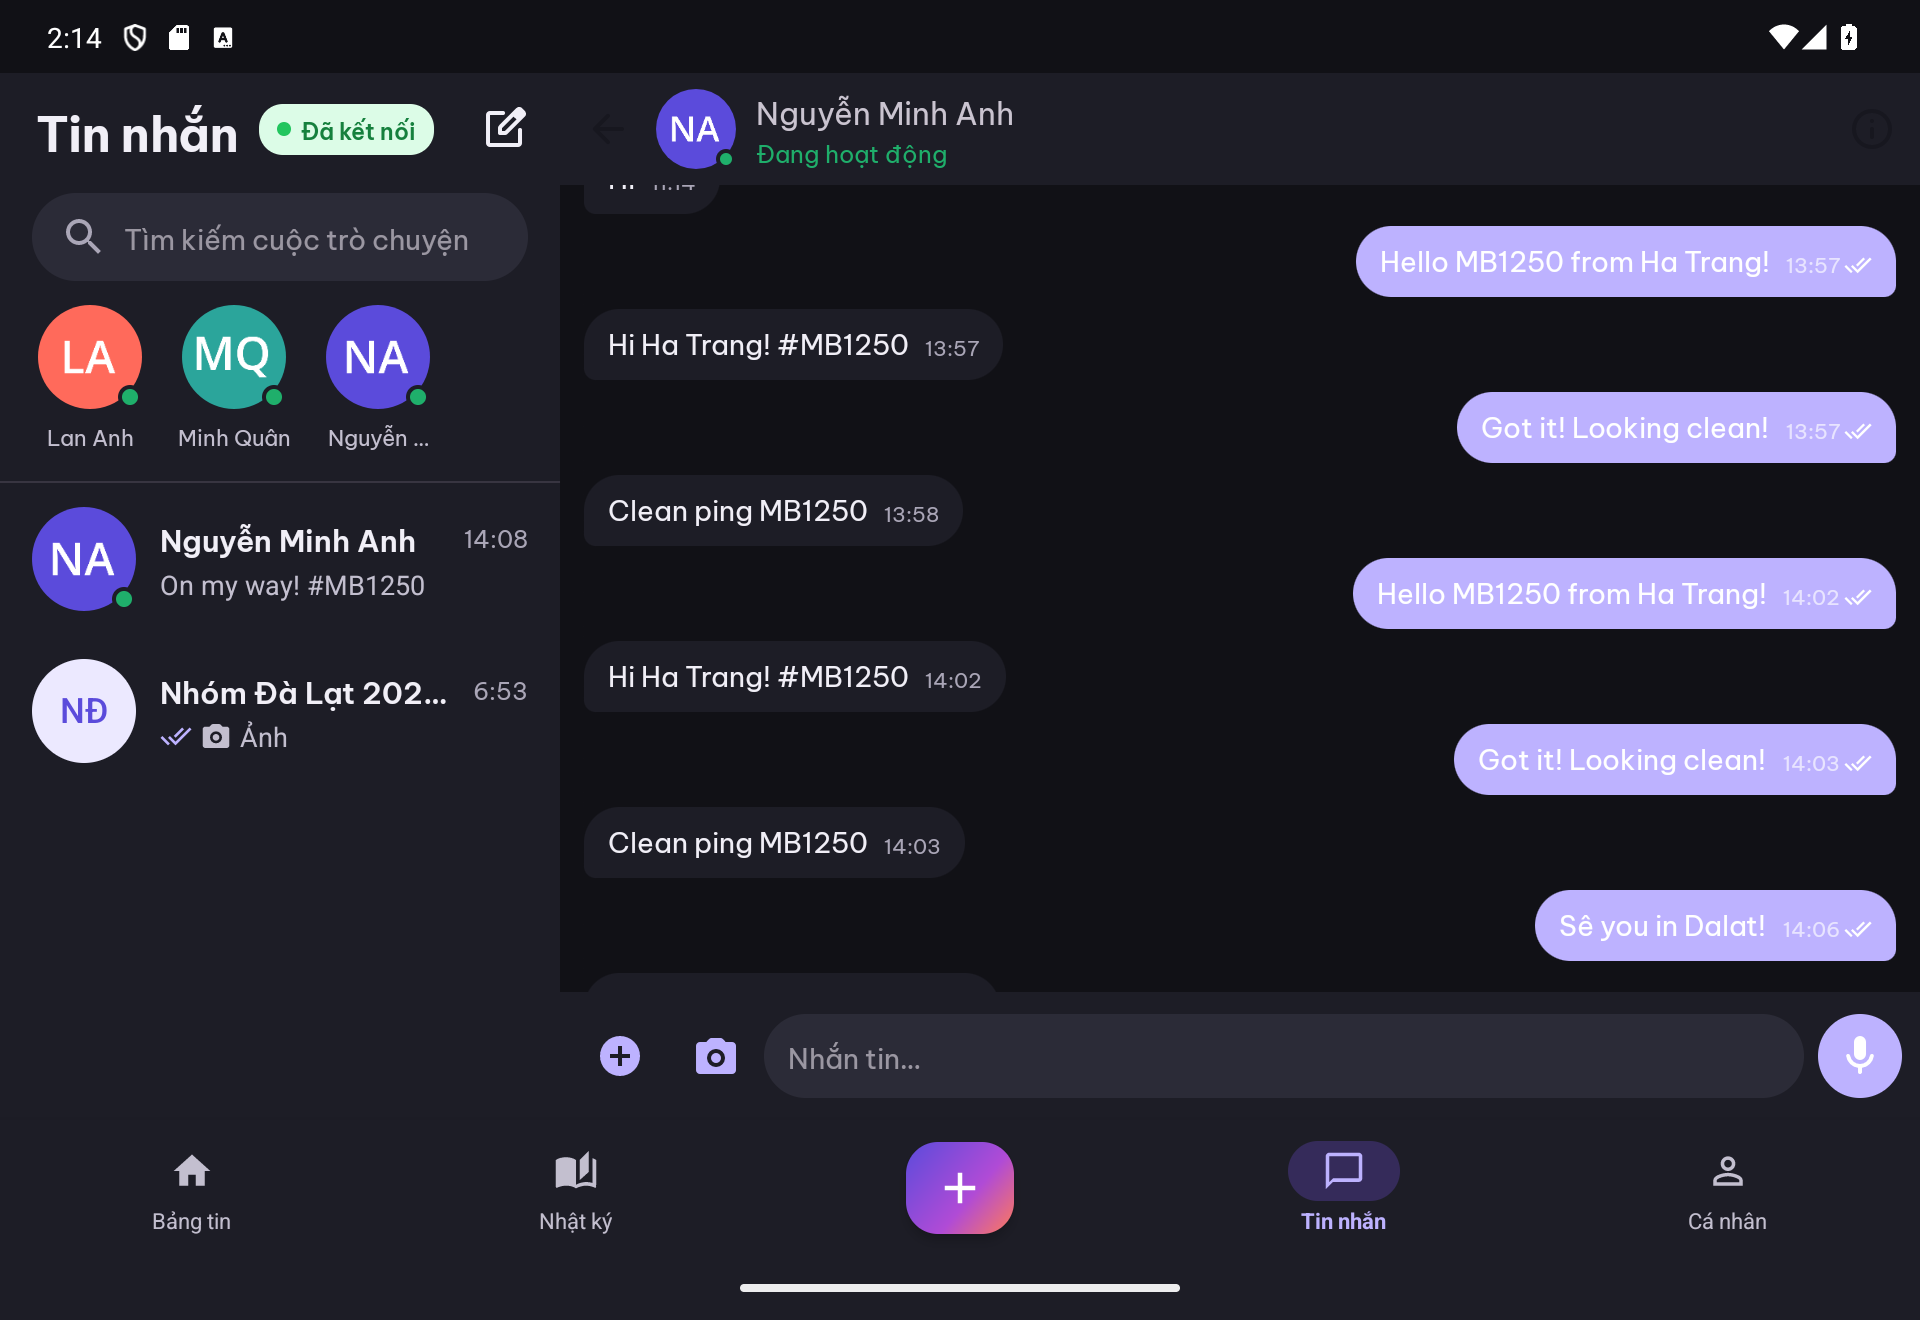 2:14
Tin nhắn
Đã kết nối
Tìm kiếm cuộc trò chuyện
LA
MQ
NA
Lan Anh
Minh Quân
Nguyễn ...
NA
Nguyễn Minh Anh
14:08
On my way! #MB1250
NĐ
Nhóm Đà Lạt 202...
6:53
Ảnh
NA
Nguyễn Minh Anh
Đang hoạt động
Hello MB1250 from Ha Trang! 13:57
Hi Ha Trang! #MB1250 13:57
Got it! Looking clean! 13:57
Clean ping MB1250 13:58
Hello MB1250 from Ha Trang! 14:02
Hi Ha Trang! #MB1250 14:02
Got it! Looking clean! 14:03
Clean ping MB1250 14:03
Sê you in Dalat! 14:06
Nhắn tin...
Bảng tin
Nhật ký
Tin nhắn
Cá nhân